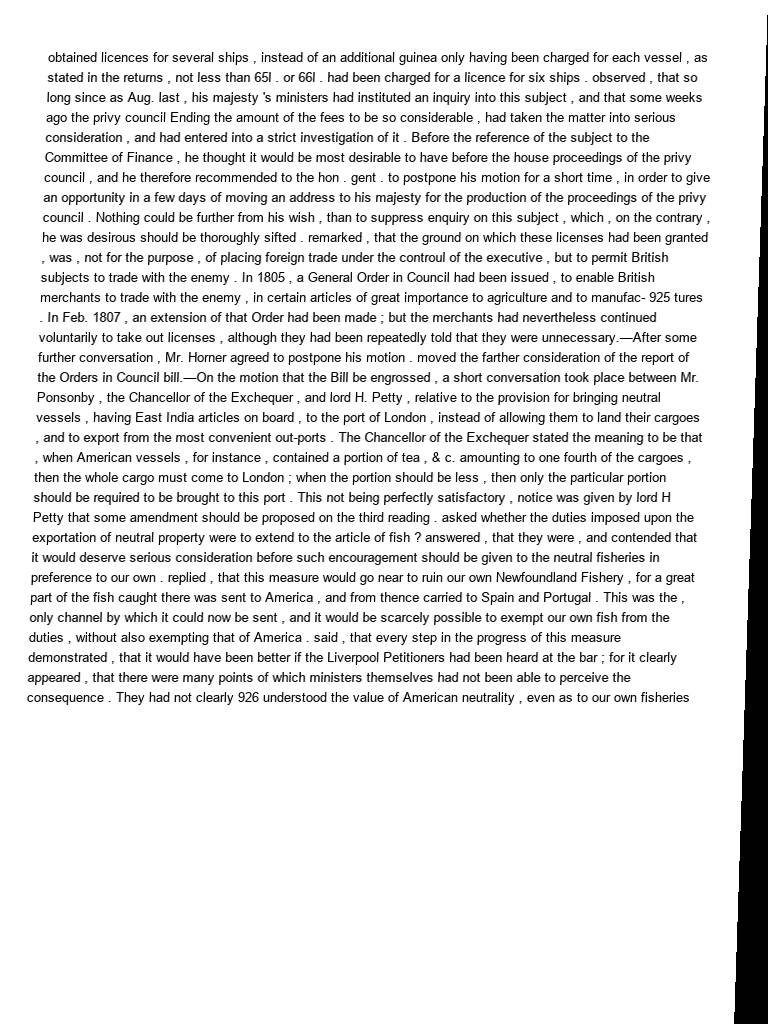 obtained licences for several ships , instead of an additional guinea only having been charged for each vessel , as
stated in the returns , not less than 65l . or 66l . had been charged for a licence for six ships . observed , that so
long since as Aug. last , his majesty 's ministers had instituted an inquiry into this subject , and that some weeks
ago the privy council Ending the amount of the fees to be so considerable , had taken the matter into serious
consideration , and had entered into a strict investigation of it . Before the reference of the subject to the
Committee of Finance , he thought it would be most desirable to have before the house proceedings of the privy
council , and he therefore recommended to the hon . gent . to postpone his motion for a short time , in order to give
an opportunity in a few days of moving an address to his majesty for the production of the proceedings of the privy
council . Nothing could be further from his wish , than to suppress enquiry on this subject , which , on the contrary ,
he was desirous should be thoroughly sifted . remarked , that the ground on which these licenses had been granted
, was , not for the purpose , of placing foreign trade under the controul of the executive , but to permit British
subjects to trade with the enemy . In 1805 , a General Order in Council had been issued , to enable British
merchants to trade with the enemy , in certain articles of great importance to agriculture and to manufac- 925 tures
. In Feb. 1807 , an extension of that Order had been made ; but the merchants had nevertheless continued
voluntarily to take out licenses , although they had been repeatedly told that they were unnecessary.—After some
further conversation , Mr. Horner agreed to postpone his motion . moved the farther consideration of the report of
the Orders in Council bill.—On the motion that the Bill be engrossed , a short conversation took place between Mr.
Ponsonby , the Chancellor of the Exchequer , and lord H. Petty , relative to the provision for bringing neutral
vessels , having East India articles on board , to the port of London , instead of allowing them to land their cargoes
, and to export from the most convenient out-ports . The Chancellor of the Exchequer stated the meaning to be that
, when American vessels , for instance , contained a portion of tea , & c. amounting to one fourth of the cargoes ,
then the whole cargo must come to London ; when the portion should be less , then only the particular portion
should be required to be brought to this port . This not being perfectly satisfactory , notice was given by lord H
Petty that some amendment should be proposed on the third reading . asked whether the duties imposed upon the
exportation of neutral property were to extend to the article of fish ? answered , that they were , and contended that
it would deserve serious consideration before such encouragement should be given to the neutral fisheries in
preference to our own . replied , that this measure would go near to ruin our own Newfoundland Fishery , for a great
part of the fish caught there was sent to America , and from thence carried to Spain and Portugal . This was the ,
only channel by which it could now be sent , and it would be scarcely possible to exempt our own fish from the
duties , without also exempting that of America . said , that every step in the progress of this measure
demonstrated , that it would have been better if the Liverpool Petitioners had been heard at the bar ; for it clearly
appeared , that there were many points of which ministers themselves had not been able to perceive the
consequence . They had not clearly 926 understood the value of American neutrality , even as to our own fisheries